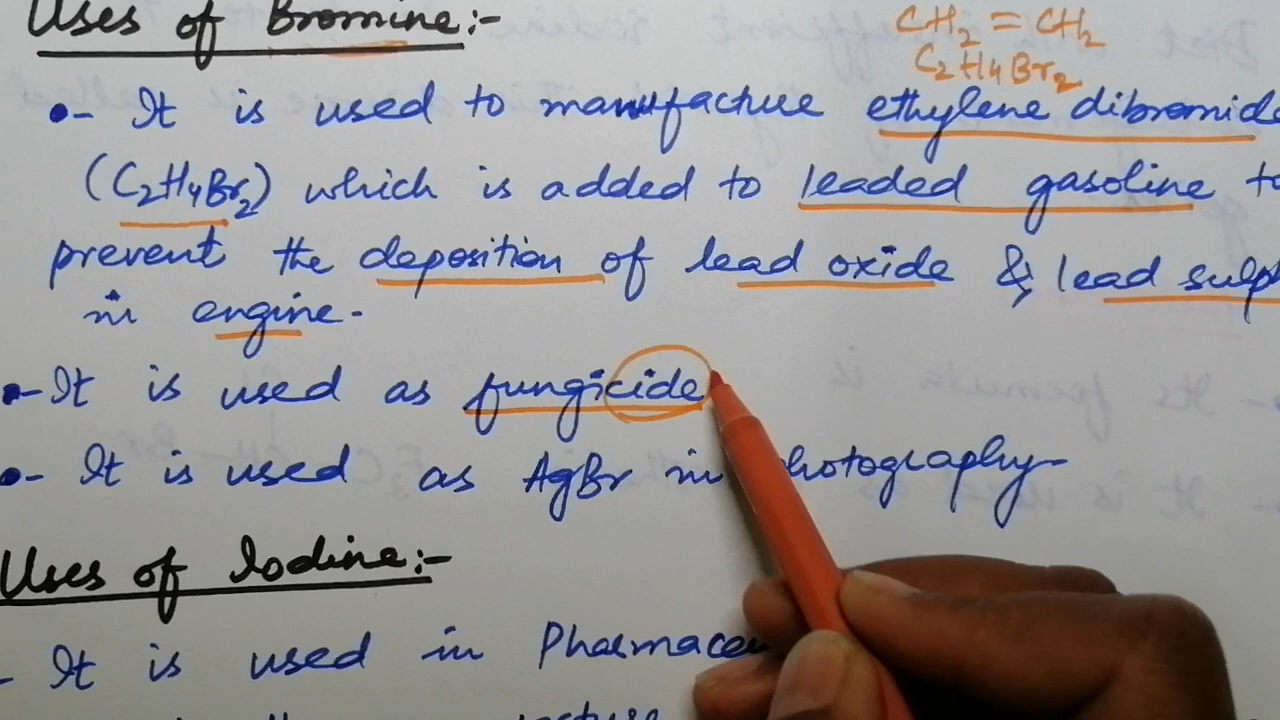 Uses of Bromine:-
CH2 = CH2
C2H4Br2
•- It is used to manufacture ethylene dibromide
(C2H4Br2) which is added to leaded gasoline to
prevent the deposition of lead oxide & lead sulp
in engine.
•- It is used as fungicide
•- It is used as AgBr in photography
Uses of Iodine:-
- It is used in Pharmaceu